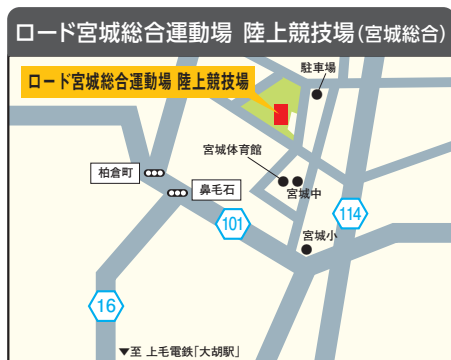 ロード宮城総合運動場 陸上競技場(宮城総合)
駐車場
ロード宮城総合運動場 陸上競技場
宮城体育館
柏倉町
宮城中
鼻毛石
114
101
宮城小
16
▼至 上毛電鉄「大胡駅」